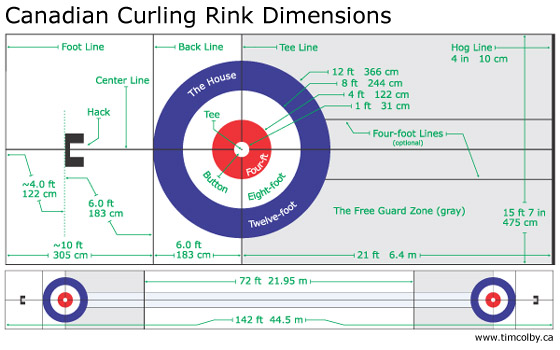 Canadian Curling Rink Dimensions
Foot Line
Back Line
Tee Line
Hog Line
4 in 10 cm
Center Line
The House
12 ft 366 cm
8 ft 244 cm
4 ft 122 cm
1 ft 31 cm
Hack
Tee
Four-foot Lines
(optional)
Four-ft
Button
Eight-foot
Twelve-foot
~4.0 ft
122 cm
6.0 ft
183 cm
The Free Guard Zone (gray)
15 ft 7 in
475 cm
~10 ft
305 cm
6.0 ft
183 cm
21 ft 6.4 m
72 ft 21.95 m
142 ft 44.5 m
www.timcolby.ca